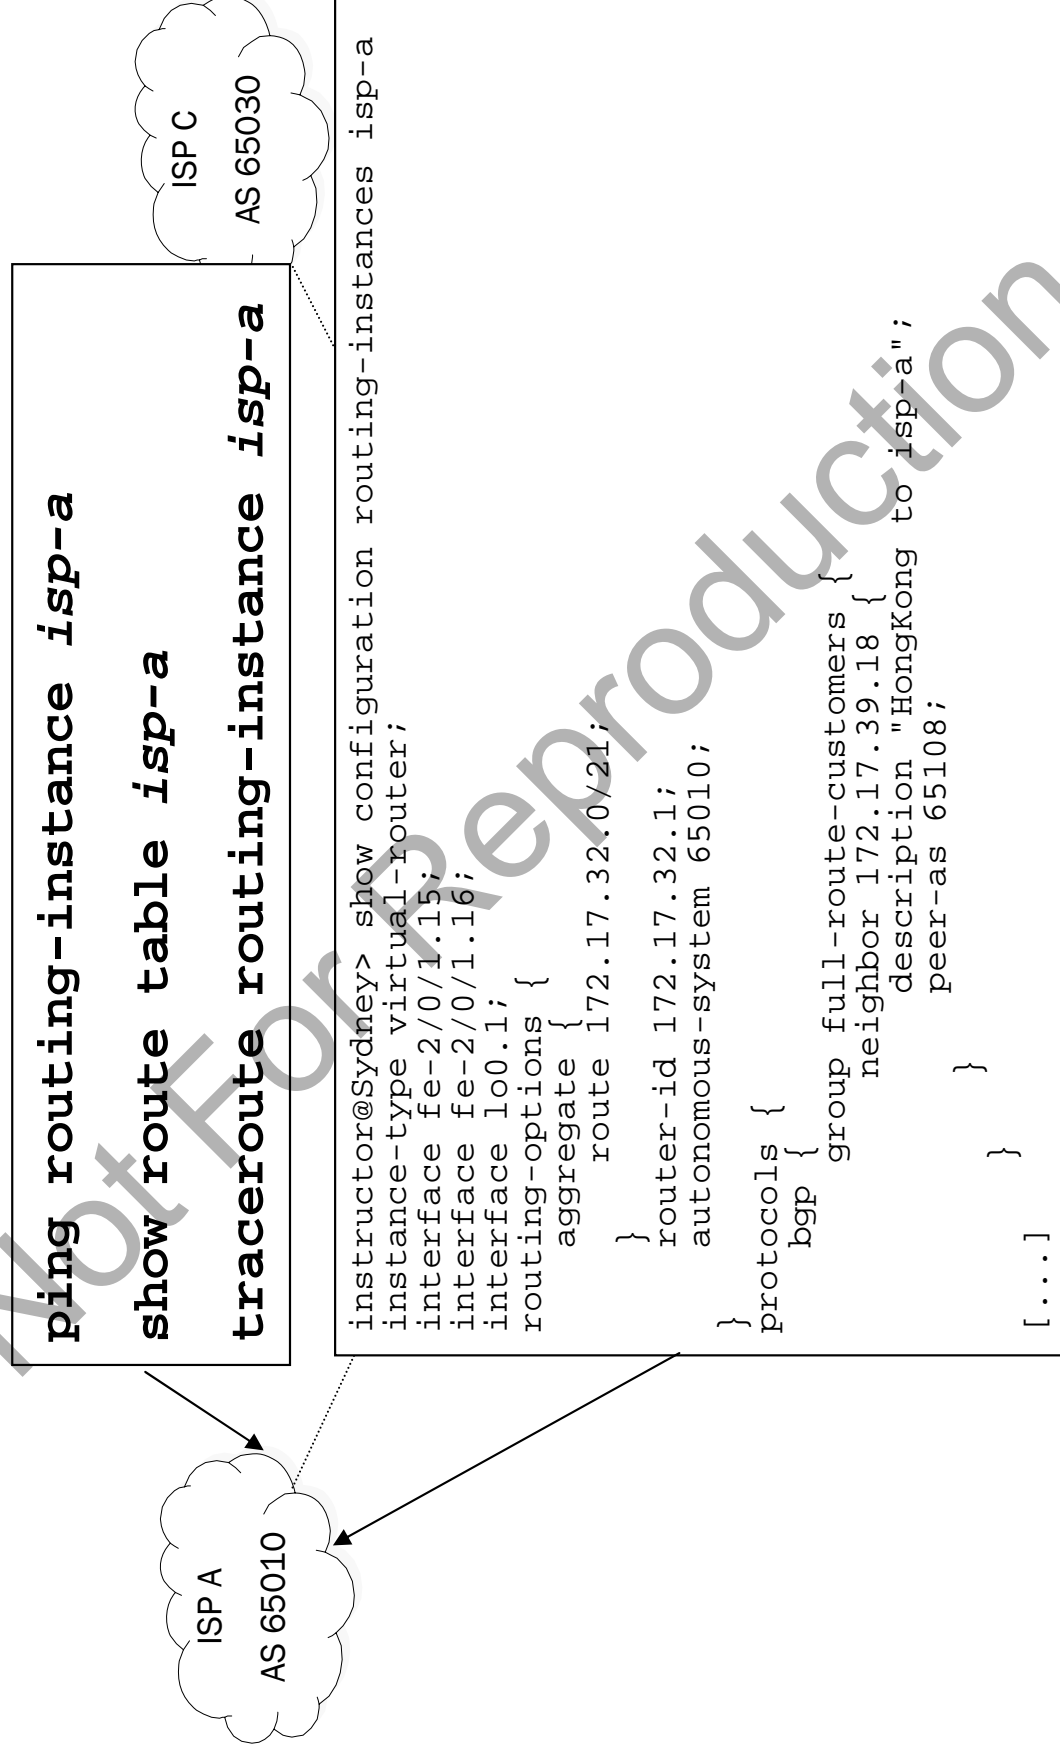 ping routing-instance isp-a
show route table isp-a
traceroute routing-instance isp-a
ISP C
AS 65030
ISP A
AS 65010
instructor@Sydney> show configuration routing-instances isp-a
instance-type virtual-router;
interface fe-2/0/1.15;
interface fe-2/0/1.16;
interface lo0.1;
routing-options {
aggregate {
route 172.17.32.0/21;
}
router-id 172.17.32.1;
autonomous-system 65010;
}
protocols {
bgp {
group full-route-customers {
neighbor 172.17.39.18 {
description "HongKong to isp-a";
peer-as 65108;
}
}
[...]
Not For Reproduction